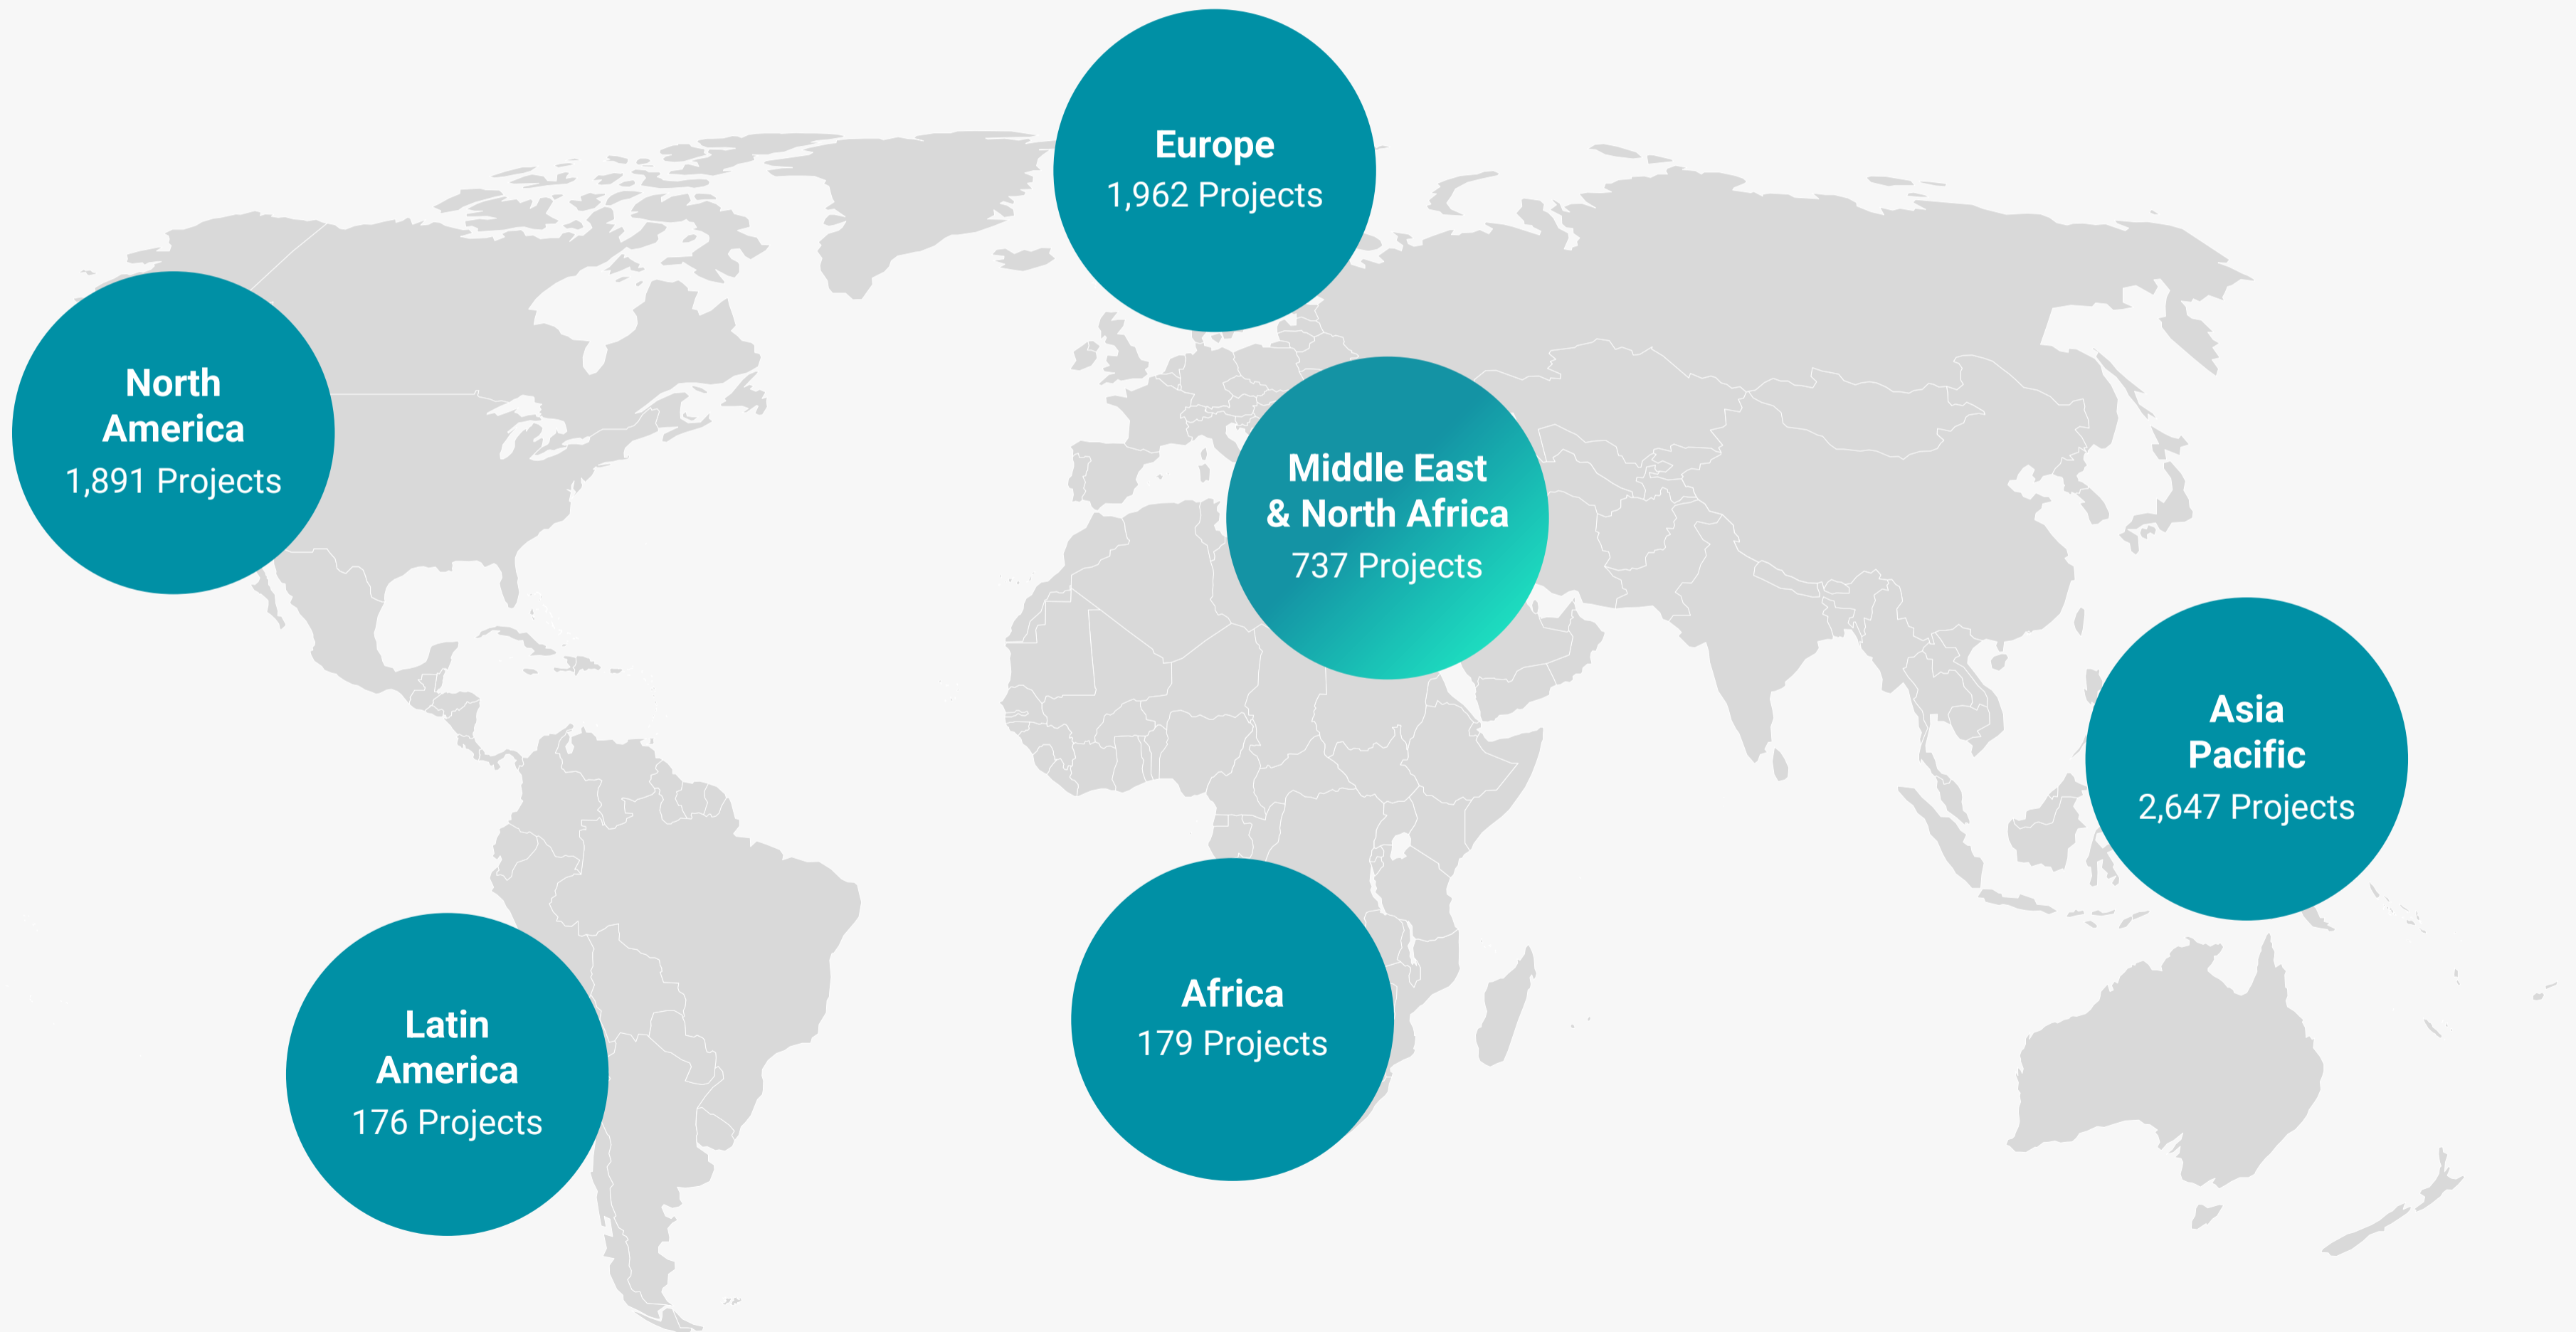 Europe
1,962 Projects
North
America
1,891 Projects
Middle East
& North Africa
737 Projects
Asia
Pacific
2,647 Projects
Africa
179 Projects
Latin
America
176 Projects